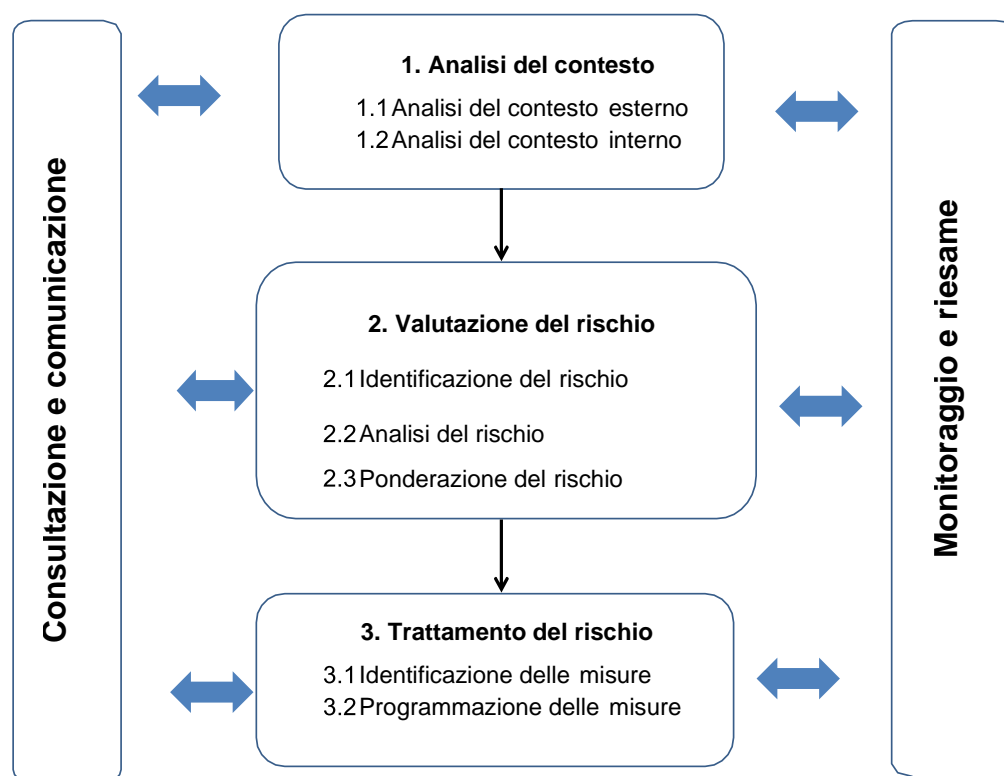 Consultazione e comunicazione
1. Analisi del contesto
1.1 Analisi del contesto esterno
1.2 Analisi del contesto interno
2. Valutazione del rischio
2.1 Identificazione del rischio
2.2 Analisi del rischio
2.3 Ponderazione del rischio
3. Trattamento del rischio
3.1 Identificazione delle misure
3.2 Programmazione delle misure
Monitoraggio e riesame